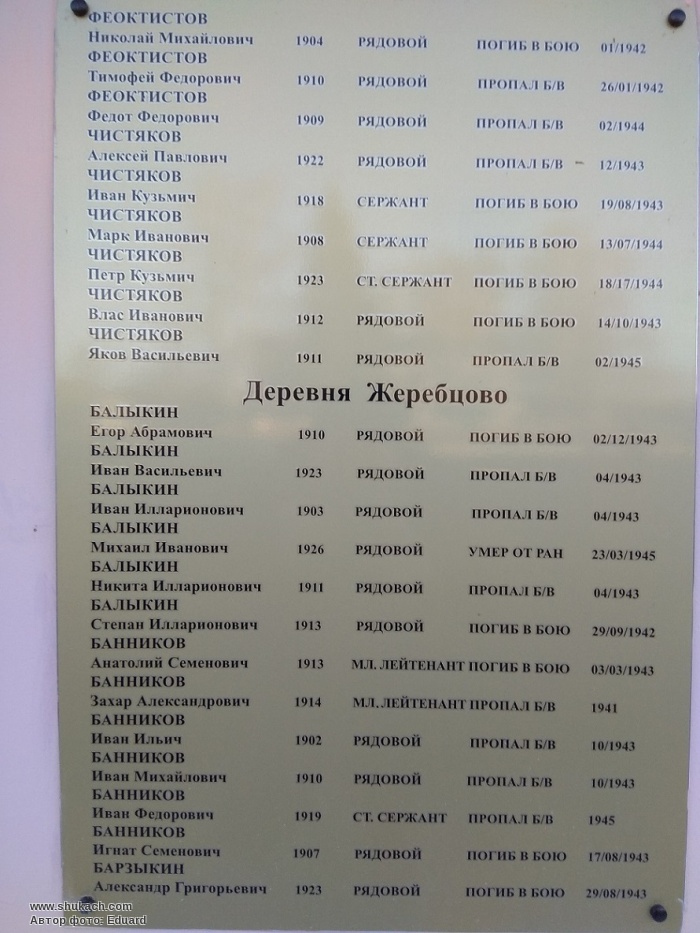 ФЕОКТИСТОВ
Николай Михайлович 1904 РЯДОВОЙ ПОГИБ В БОЮ 01/1942
ФЕОКТИСТОВ
Тимофей Федорович 1910 РЯДОВОЙ ПРОПАЛ Б/В 26/01/1942
ФЕОКТИСТОВ
Федот Федорович 1909 РЯДОВОЙ ПРОПАЛ Б/В 02/1944
ЧИСТЯКОВ
Алексей Павлович 1922 РЯДОВОЙ ПРОПАЛ Б/В 12/1943
ЧИСТЯКОВ
Иван Кузьмич 1918 СЕРЖАНТ ПОГИБ В БОЮ 19/08/1943
ЧИСТЯКОВ
Марк Иванович 1908 СЕРЖАНТ ПОГИБ В БОЮ 13/07/1944
ЧИСТЯКОВ
Петр Кузьмич 1923 СТ. СЕРЖАНТ ПОГИБ В БОЮ 18/17/1944
ЧИСТЯКОВ
Влас Иванович 1912 РЯДОВОЙ ПОГИБ В БОЮ 14/10/1943
ЧИСТЯКОВ
Яков Васильевич 1911 РЯДОВОЙ ПРОПАЛ Б/В 02/1945
Деревня Жеребцово
БАЛЫКИН
Егор Абрамович 1910 РЯДОВОЙ ПОГИБ В БОЮ 02/12/1943
БАЛЫКИН
Иван Васильевич 1923 РЯДОВОЙ ПРОПАЛ Б/В 04/1943
БАЛЫКИН
Иван Илларионович 1903 РЯДОВОЙ ПРОПАЛ Б/В 04/1943
БАЛЫКИН
Михаил Иванович 1926 РЯДОВОЙ УМЕР ОТ РАН 23/03/1945
БАЛЫКИН
Никита Илларионович 1911 РЯДОВОЙ ПРОПАЛ Б/В 04/1943
БАЛЫКИН
Степан Илларионович 1913 РЯДОВОЙ ПОГИБ В БОЮ 29/09/1942
БАННИКОВ
Анатолий Семенович 1913 МЛ. ЛЕЙТЕНАНТ ПОГИБ В БОЮ 03/03/1943
БАННИКОВ
Захар Александрович 1914 МЛ. ЛЕЙТЕНАНТ ПРОПАЛ Б/В 1941
БАННИКОВ
Иван Ильич 1902 РЯДОВОЙ ПРОПАЛ Б/В 10/1943
БАННИКОВ
Иван Михайлович 1910 РЯДОВОЙ ПРОПАЛ Б/В 10/1943
БАННИКОВ
Иван Федорович 1919 СТ. СЕРЖАНТ ПРОПАЛ Б/В 1945
БАННИКОВ
Игнат Семенович 1907 РЯДОВОЙ ПОГИБ В БОЮ 17/08/1943
БАРЗЫКИН
Александр Григорьевич 1923 РЯДОВОЙ ПОГИБ В БОЮ 29/08/1943
www.shukach.com
Автор фото: Eduard